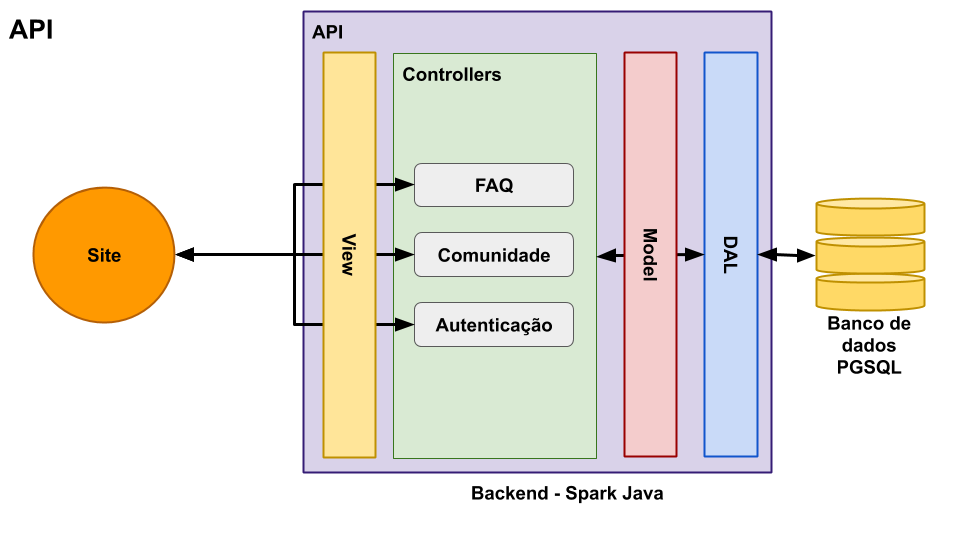 API
API
Controllers
FAQ
Site
View
Comunidade
Model
DAL
Autenticação
Banco de
dados
PGSQL
Backend - Spark Java